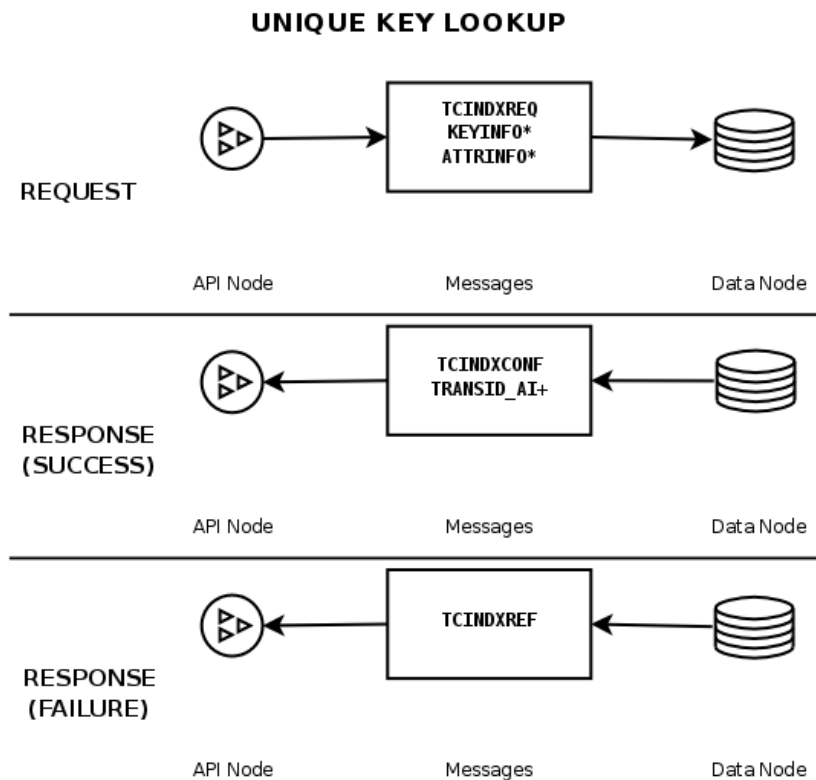 UNIQUE KEY LOOKUP
TCINDXREQ
KEYINFO*
ATTRINFO*
REQUEST
API Node Messages Data Node
TCINDXCONF
TRANSID_AI+
RESPONSE
(SUCCESS)
API Node Messages Data Node
TCINDXREF
RESPONSE
(FAILURE)
API Node Messages Data Node